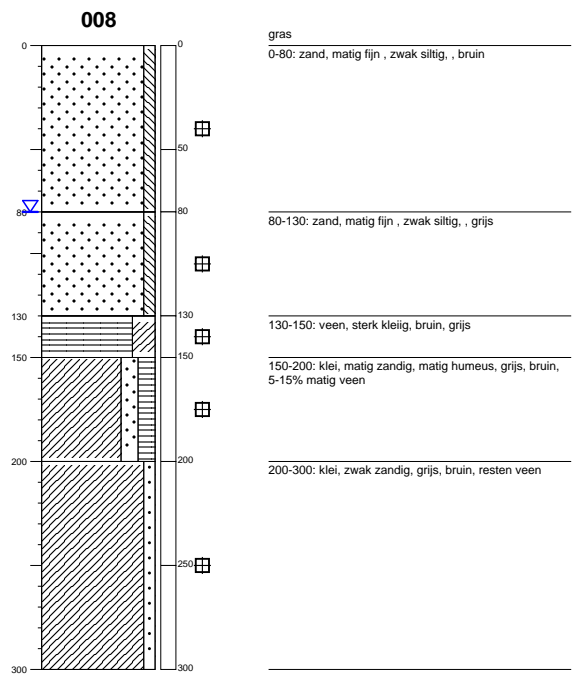 008
gras
0
0
0-80: zand, matig fijn , zwak siltig, , bruin
50
80
80
80-130: zand, matig fijn , zwak siltig, , grijs
130
130
130-150: veen, sterk kleiig, bruin, grijs
150
150
150-200: klei, matig zandig, matig humeus, grijs, bruin,
5-15% matig veen
200
200
200-300: klei, zwak zandig, grijs, bruin, resten veen
250
300
300